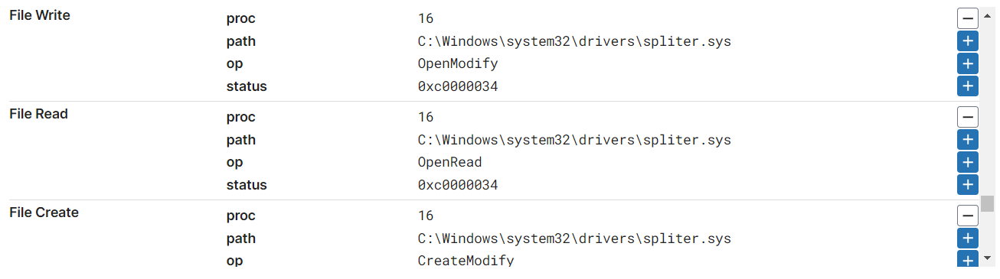 File Write proc 16
path C:\Windows\system32\drivers\spliter.sys
op OpenModify
status 0xc0000034
File Read proc 16
path C:\Windows\system32\drivers\spliter.sys
op OpenRead
status 0xc0000034
File Create proc 16
path C:\Windows\system32\drivers\spliter.sys
op CreateModify